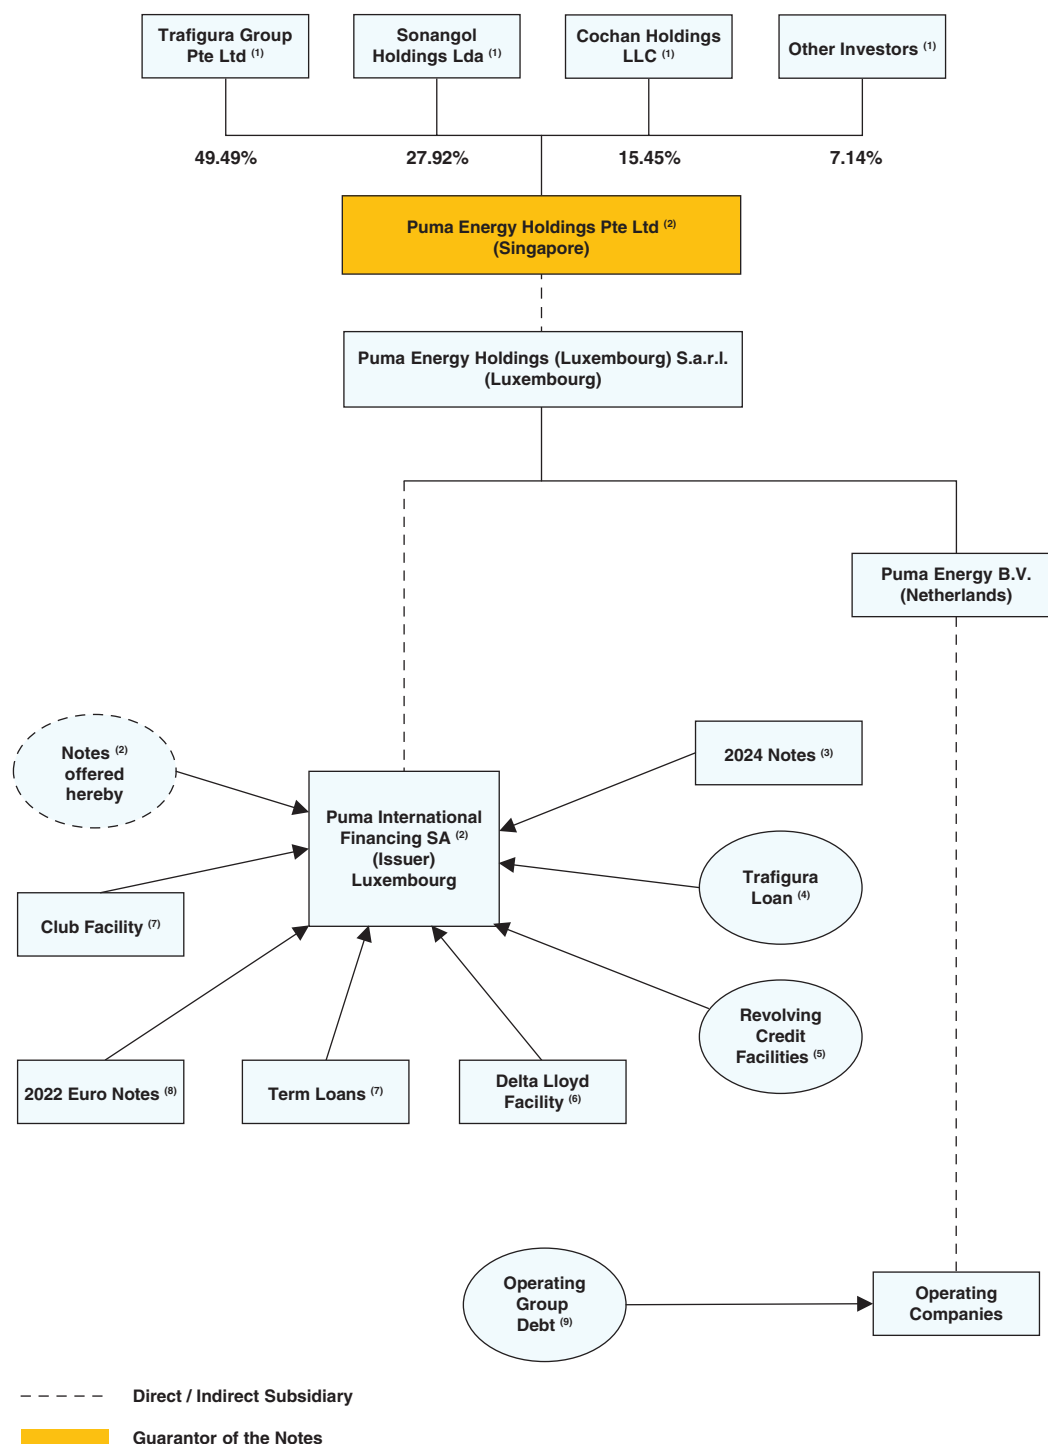 Trafigura Group
Pte Ltd (1)
Sonangol
Holdings Lda (1)
Cochan Holdings
LLC (1)
Other Investors (1)
49.49%
27.92%
15.45%
7.14%
Puma Energy Holdings Pte Ltd (2)
(Singapore)
Puma Energy Holdings (Luxembourg) S.a.r.l.
(Luxembourg)
Puma Energy B.V.
(Netherlands)
Notes (2)
offered
hereby
2024 Notes (3)
Puma International
Financing SA (2)
(Issuer)
Luxembourg
Trafigura
Loan (4)
Club Facility (7)
Revolving
Credit
Facilities (5)
2022 Euro Notes (8)
Term Loans (7)
Delta Lloyd
Facility (6)
Operating
Group
Debt (9)
Operating
Companies
Direct / Indirect Subsidiary
Guarantor of the Notes